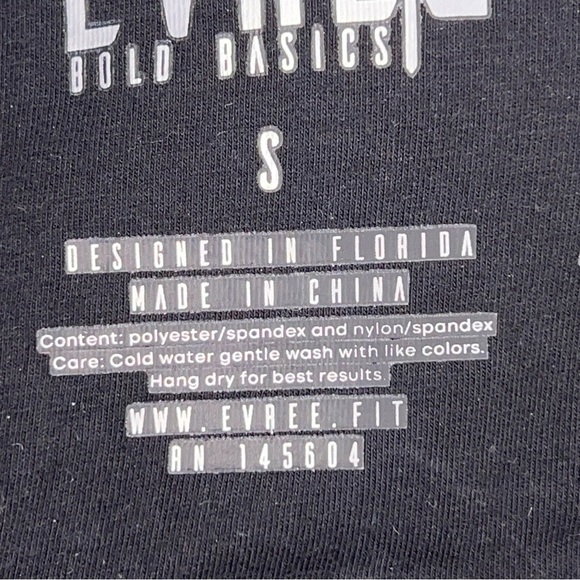 EVREE
BOLD BASICS
S
DESIGNED IN FLORIDA
MADE IN CHINA
Content: polyester/spandex and nylon/spandex
Care: Cold water gentle wash with like colors.
Hang dry for best results
WWW.EVREE.FIT
RN 145604